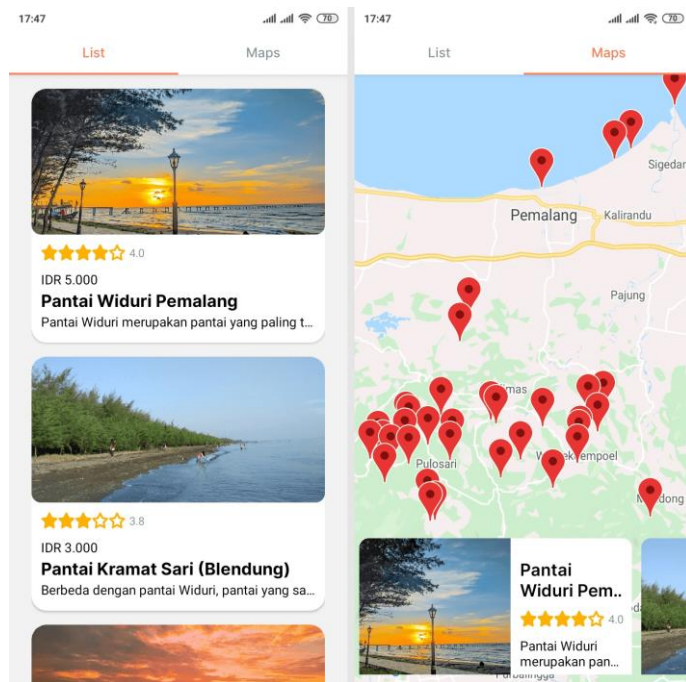 17:47
70
List
Maps
4.0
IDR 5.000
Pantai Widuri Pemalang
Pantai Widuri merupakan pantai yang paling t...
3.8
IDR 3.000
Pantai Kramat Sari (Blendung)
Berbeda dengan pantai Widuri, pantai yang sa...
17:47
70
List
Maps
Sigedar
Pemalang
Kalirandu
Pajung
Pulosari
Pantai
Widuri Pem..
4.0
Pantai Widuri
merupakan pan...